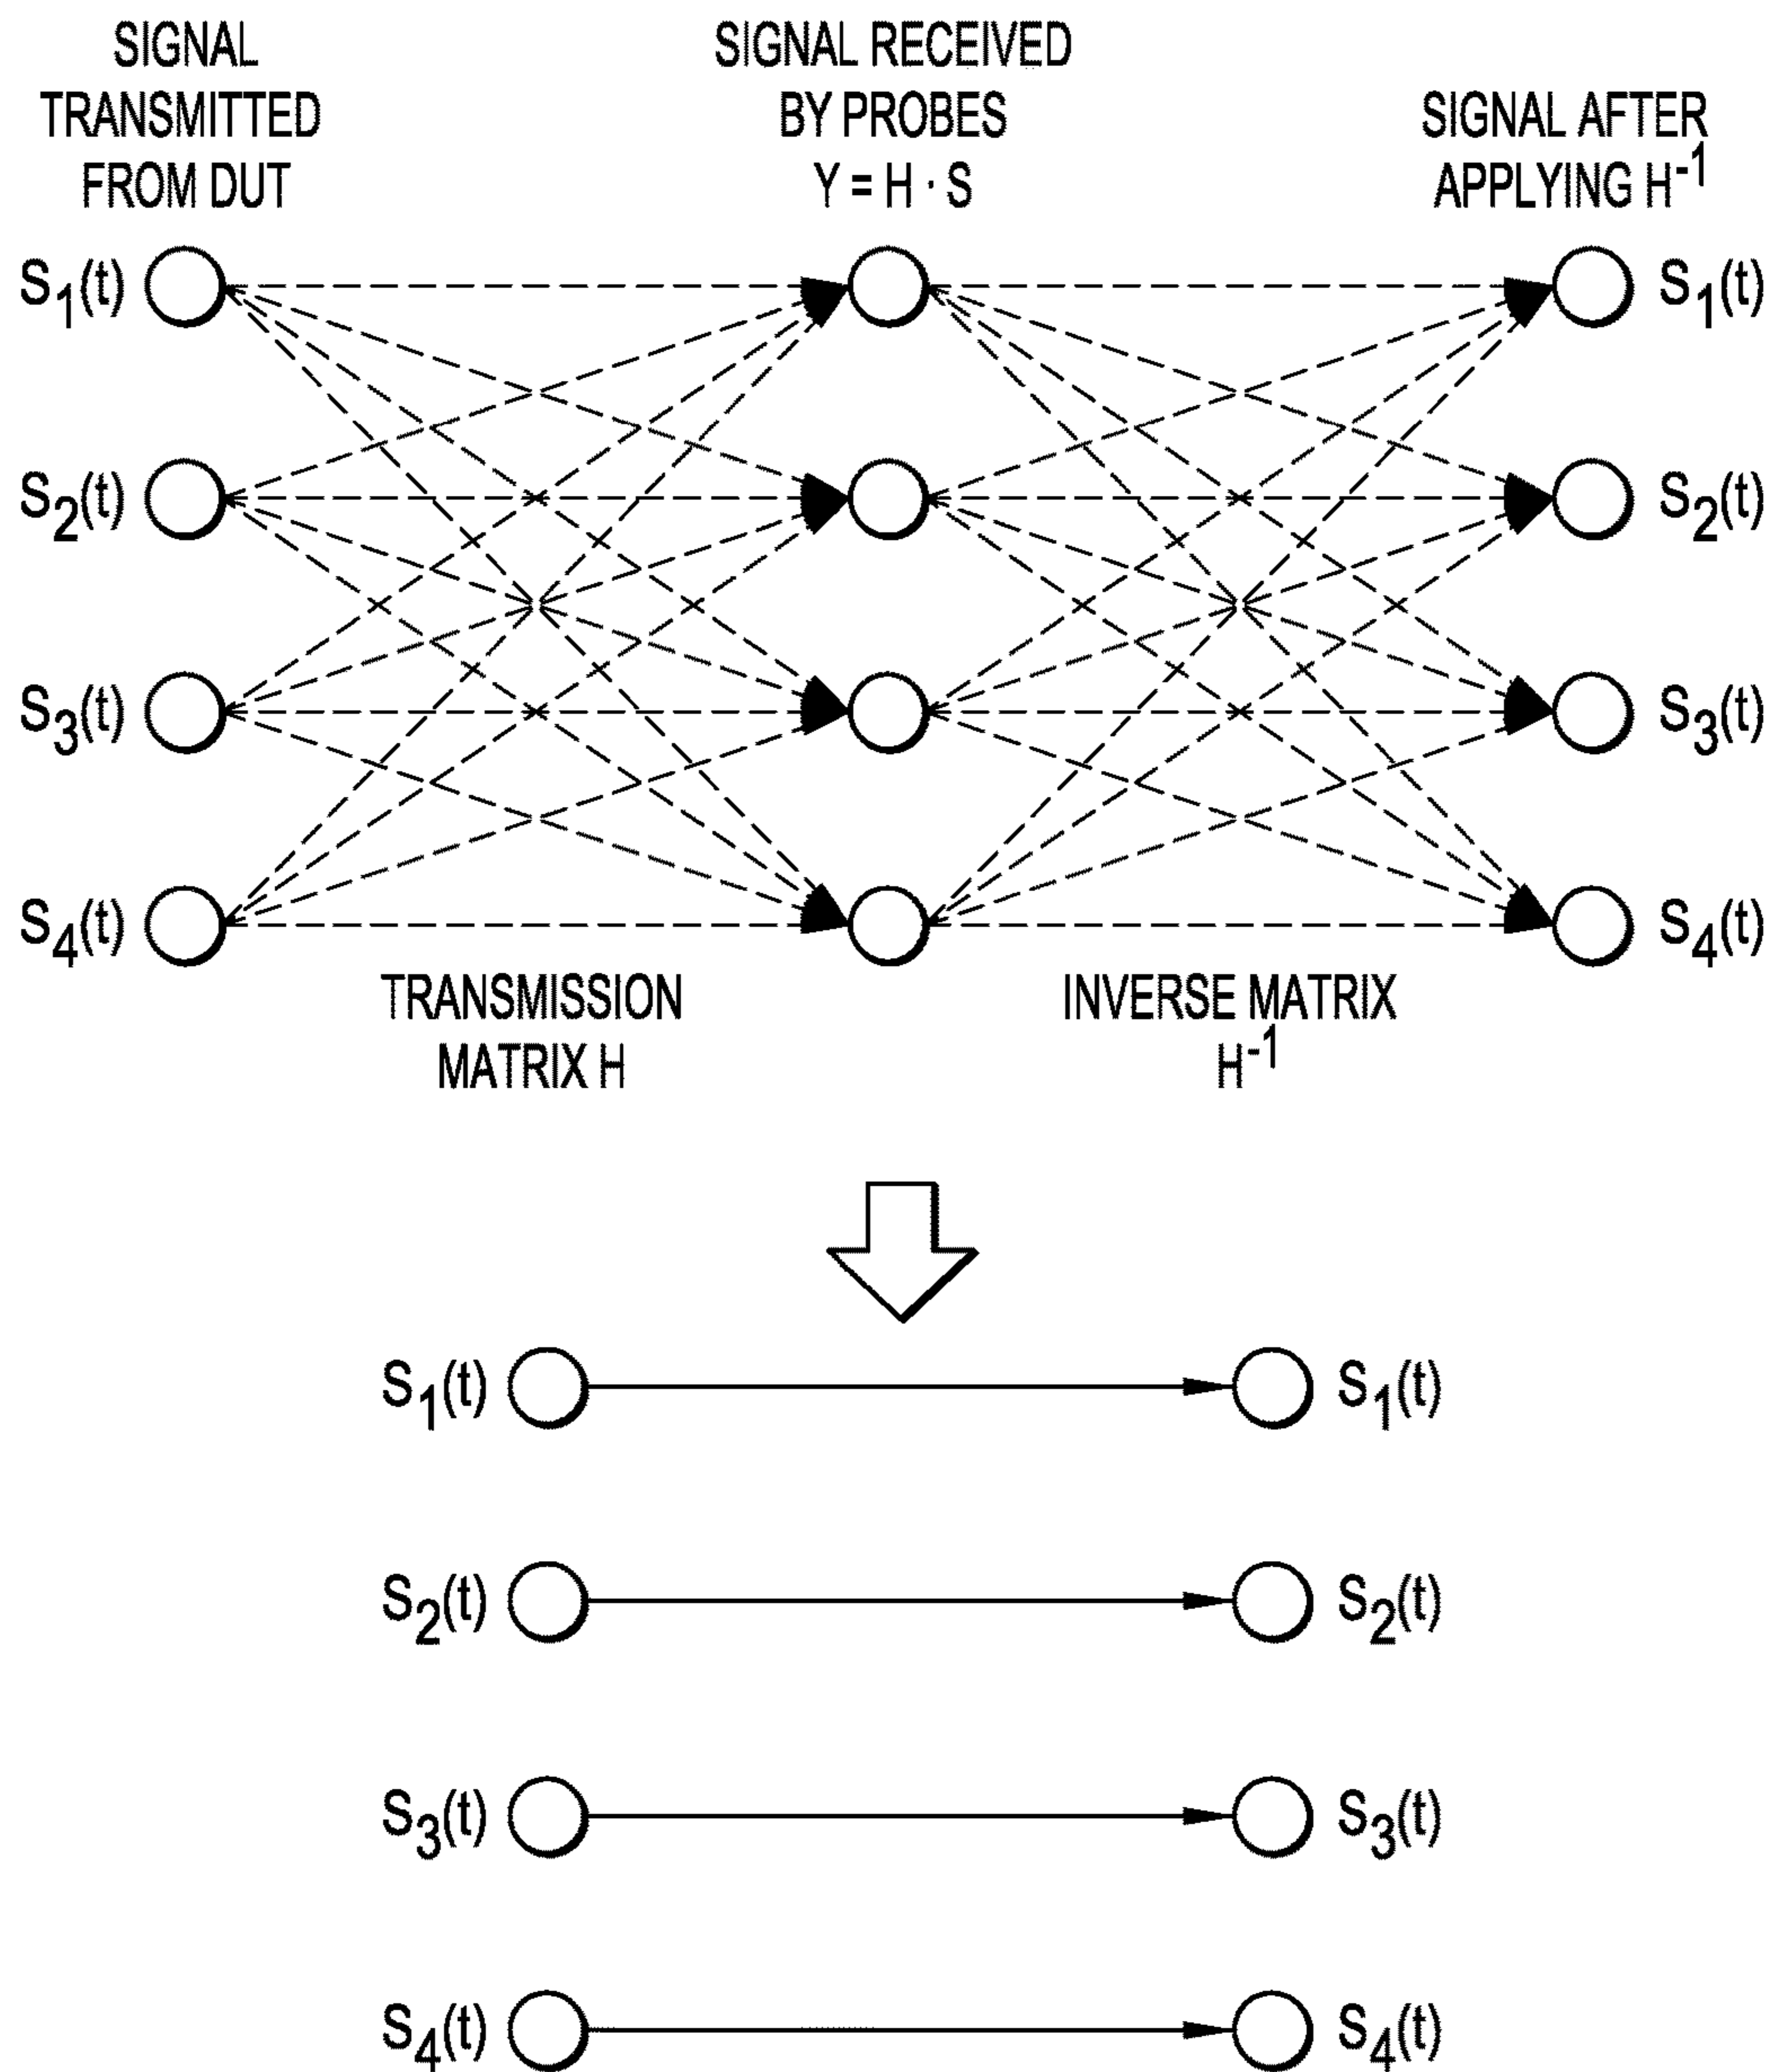 SIGNAL
TRANSMITTED
FROM DUT
SIGNAL RECEIVED
BY PROBES
Y = H · S
SIGNAL AFTER
APPLYING H⁻¹
S₁(t)
S₁(t)
S₂(t)
S₂(t)
S₃(t)
S₃(t)
S₄(t)
S₄(t)
TRANSMISSION
MATRIX H
INVERSE MATRIX
H⁻¹
S₁(t)
S₁(t)
S₂(t)
S₂(t)
S₃(t)
S₃(t)
S₄(t)
S₄(t)